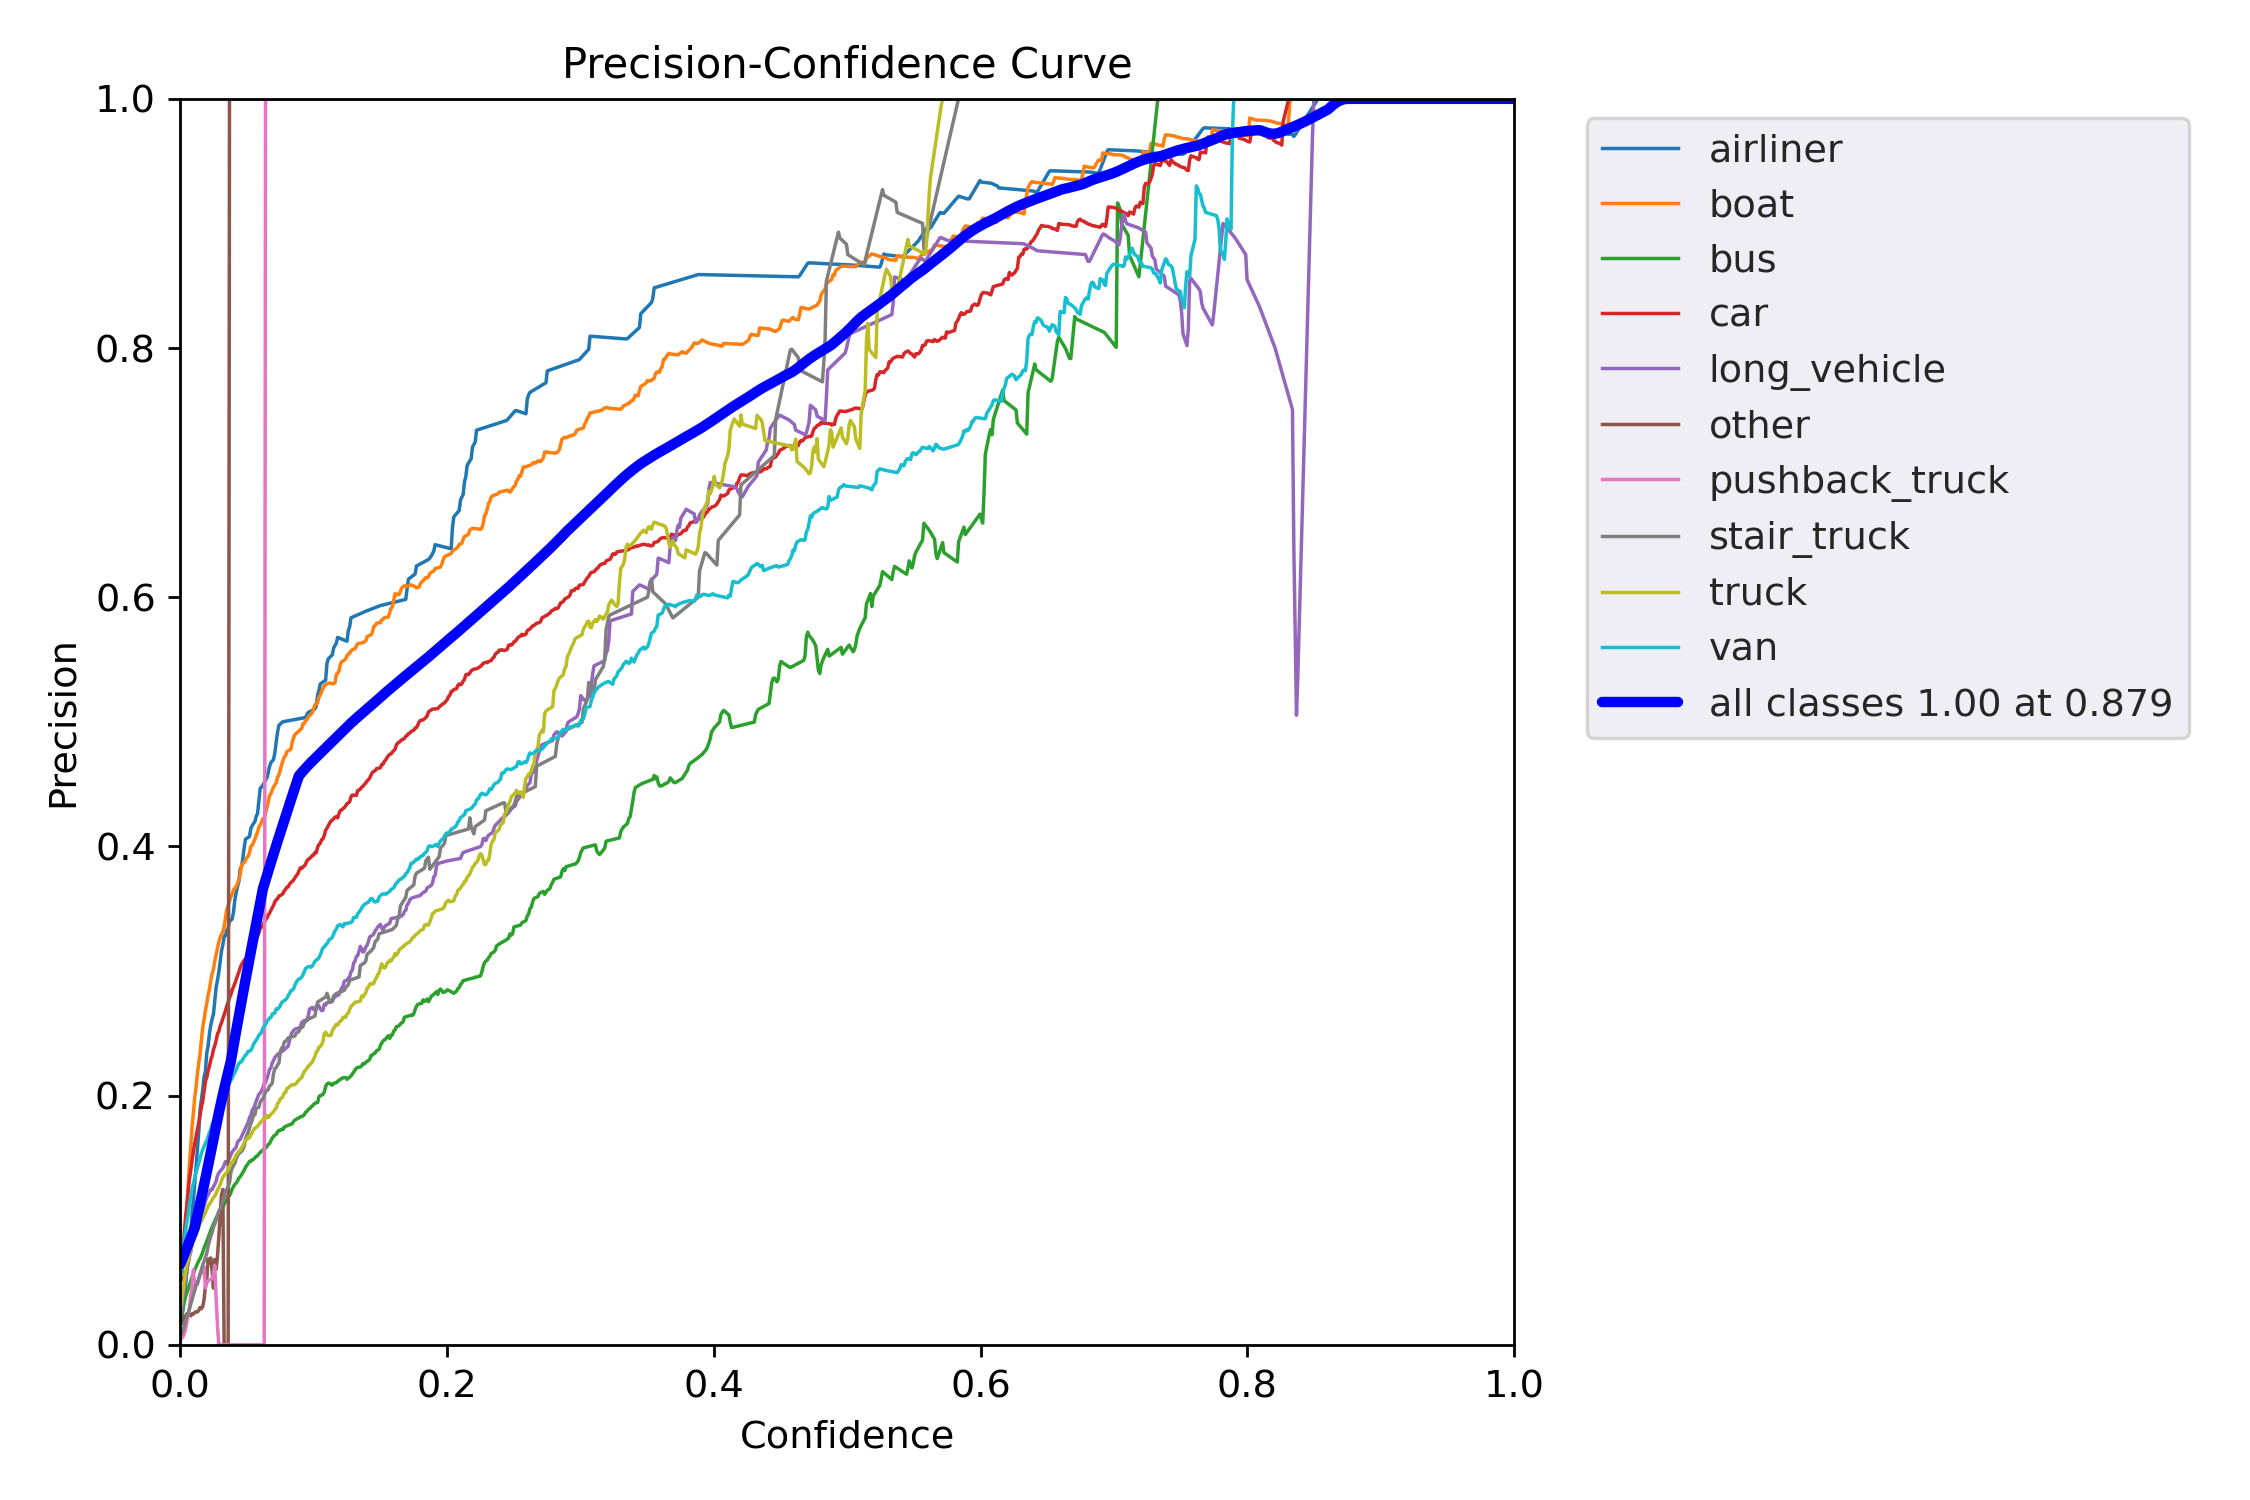 Precision-Confidence Curve
1.0
0.8
0.6
0.4
0.2
0.0
Precision
0.0 0.2 0.4 0.6 0.8 1.0
Confidence
airliner
boat
bus
car
long_vehicle
other
pushback_truck
stair_truck
truck
van
all classes 1.00 at 0.879